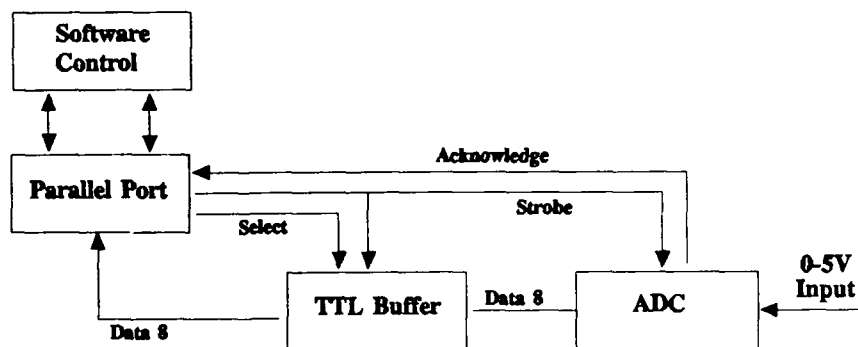 Software
Control
Acknowledge
Parallel Port
Strobe
Select
0-5V
Input
TTL Buffer
Data 8
ADC
Data 8